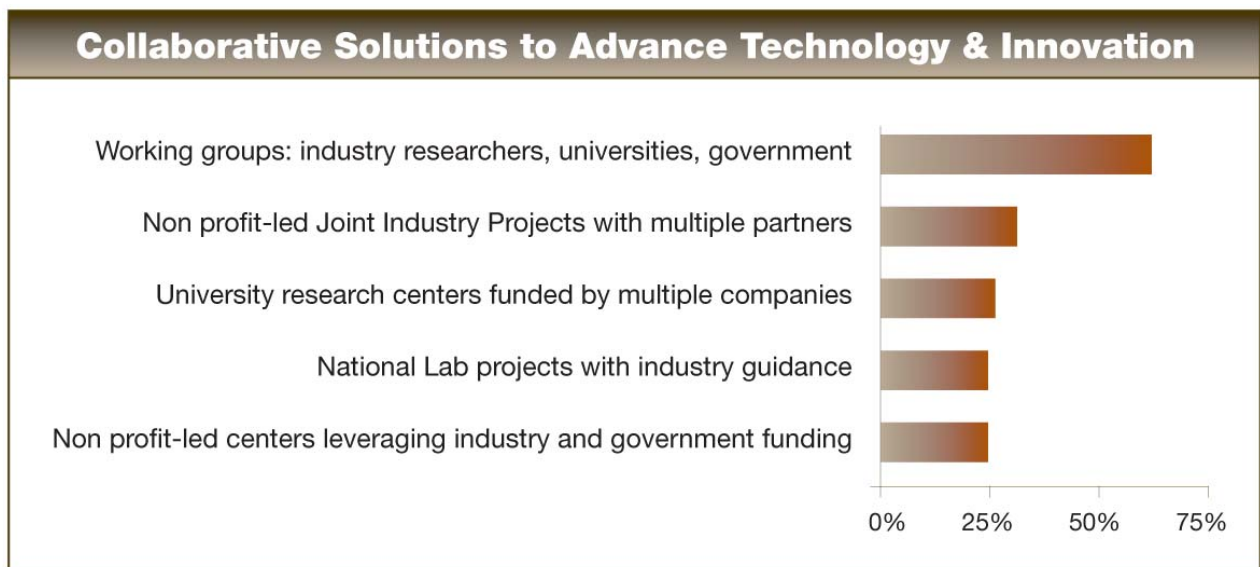 Collaborative Solutions to Advance Technology & Innovation
Working groups: industry researchers, universities, government
Non profit-led Joint Industry Projects with multiple partners
University research centers funded by multiple companies
National Lab projects with industry guidance
Non profit-led centers leveraging industry and government funding
0% 25% 50% 75%